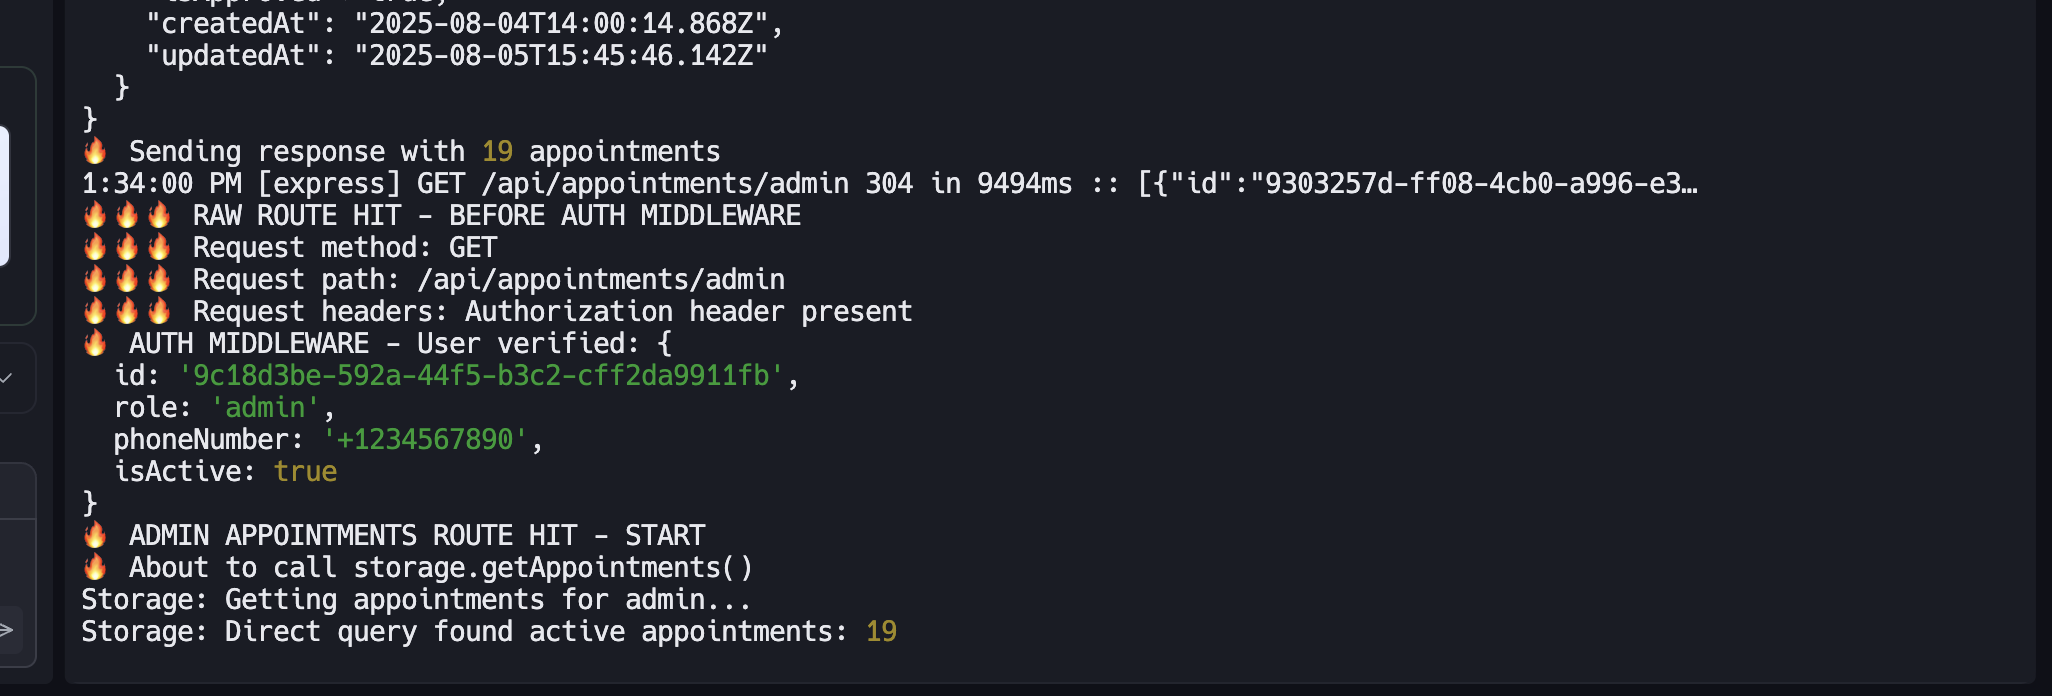 "createdAt": "2025-08-04T14:00:14.868Z",
"updatedAt": "2025-08-05T15:45:46.142Z"
}
}
🔥 Sending response with 19 appointments
1:34:00 PM [express] GET /api/appointments/admin 304 in 9494ms :: [{"id":"9303257d-ff08-4cb0-a996-e3…
🔥🔥🔥 RAW ROUTE HIT - BEFORE AUTH MIDDLEWARE
🔥🔥🔥 Request method: GET
🔥🔥🔥 Request path: /api/appointments/admin
🔥🔥🔥 Request headers: Authorization header present
🔥 AUTH MIDDLEWARE - User verified: {
id: '9c18d3be-592a-44f5-b3c2-cff2da9911fb',
role: 'admin',
phoneNumber: '+1234567890',
isActive: true
}
🔥 ADMIN APPOINTMENTS ROUTE HIT - START
🔥 About to call storage.getAppointments()
Storage: Getting appointments for admin...
Storage: Direct query found active appointments: 19